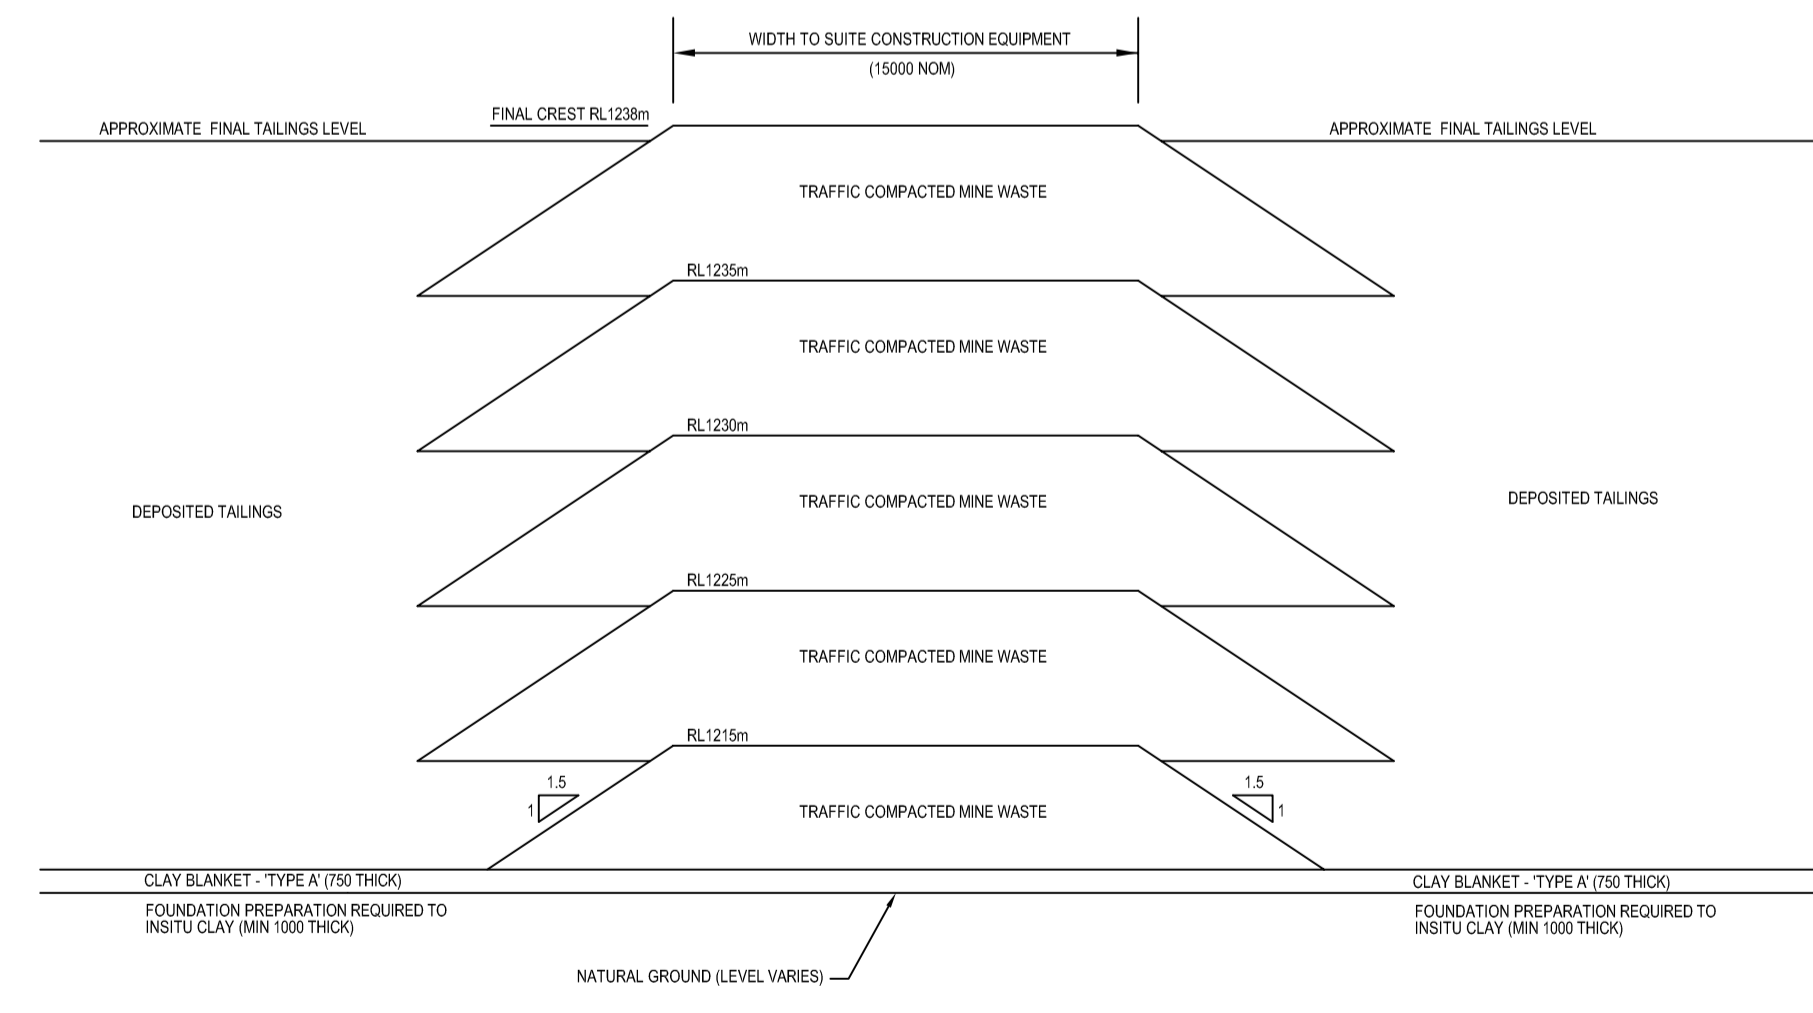 WIDTH TO SUITE CONSTRUCTION EQUIPMENT
(15000 NOM)
FINAL CREST RL1238m
APPROXIMATE FINAL TAILINGS LEVEL
APPROXIMATE FINAL TAILINGS LEVEL
TRAFFIC COMPACTED MINE WASTE
RL1235m
TRAFFIC COMPACTED MINE WASTE
RL1230m
TRAFFIC COMPACTED MINE WASTE
DEPOSITED TAILINGS
DEPOSITED TAILINGS
RL1225m
TRAFFIC COMPACTED MINE WASTE
RL1215m
1.5
1
1.5
1
TRAFFIC COMPACTED MINE WASTE
CLAY BLANKET - 'TYPE A' (750 THICK)
CLAY BLANKET - 'TYPE A' (750 THICK)
FOUNDATION PREPARATION REQUIRED TO
INSITU CLAY (MIN 1000 THICK)
FOUNDATION PREPARATION REQUIRED TO
INSITU CLAY (MIN 1000 THICK)
NATURAL GROUND (LEVEL VARIES)